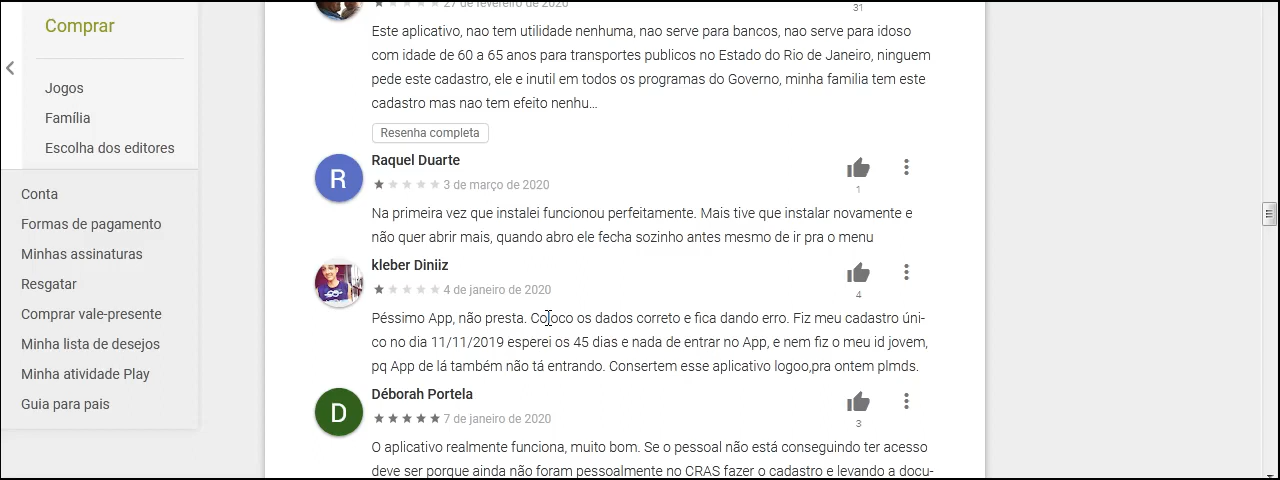 Comprar
Jogos
Família
Escolha dos editores
Conta
Formas de pagamento
Minhas assinaturas
Resgatar
Comprar vale-presente
Minha lista de desejos
Minha atividade Play
Guia para pais
27 de fevereiro de 2020
31
Este aplicativo, nao tem utilidade nenhuma, nao serve para bancos, nao serve para idoso
com idade de 60 a 65 anos para transportes publicos no Estado do Rio de Janeiro, ninguem
pede este cadastro, ele e inutil em todos os programas do Governo, minha familia tem este
cadastro mas nao tem efeito nenhu...
Resenha completa
R
Raquel Duarte
3 de março de 2020
1
Na primeira vez que instalei funcionou perfeitamente. Mais tive que instalar novamente e
não quer abrir mais, quando abro ele fecha sozinho antes mesmo de ir pra o menu
kleber Diniiz
4 de janeiro de 2020
4
Péssimo App, não presta. Coloco os dados correto e fica dando erro. Fiz meu cadastro úni-
co no dia 11/11/2019 esperei os 45 dias e nada de entrar no App, e nem fiz o meu id jovem,
pq App de lá também não tá entrando. Consertem esse aplicativo logoo,pra ontem plmds.
D
Déborah Portela
7 de janeiro de 2020
3
O aplicativo realmente funciona, muito bom. Se o pessoal não está conseguindo ter acesso
deve ser porque ainda não foram pessoalmente no CRAS fazer o cadastro e levando a docu-